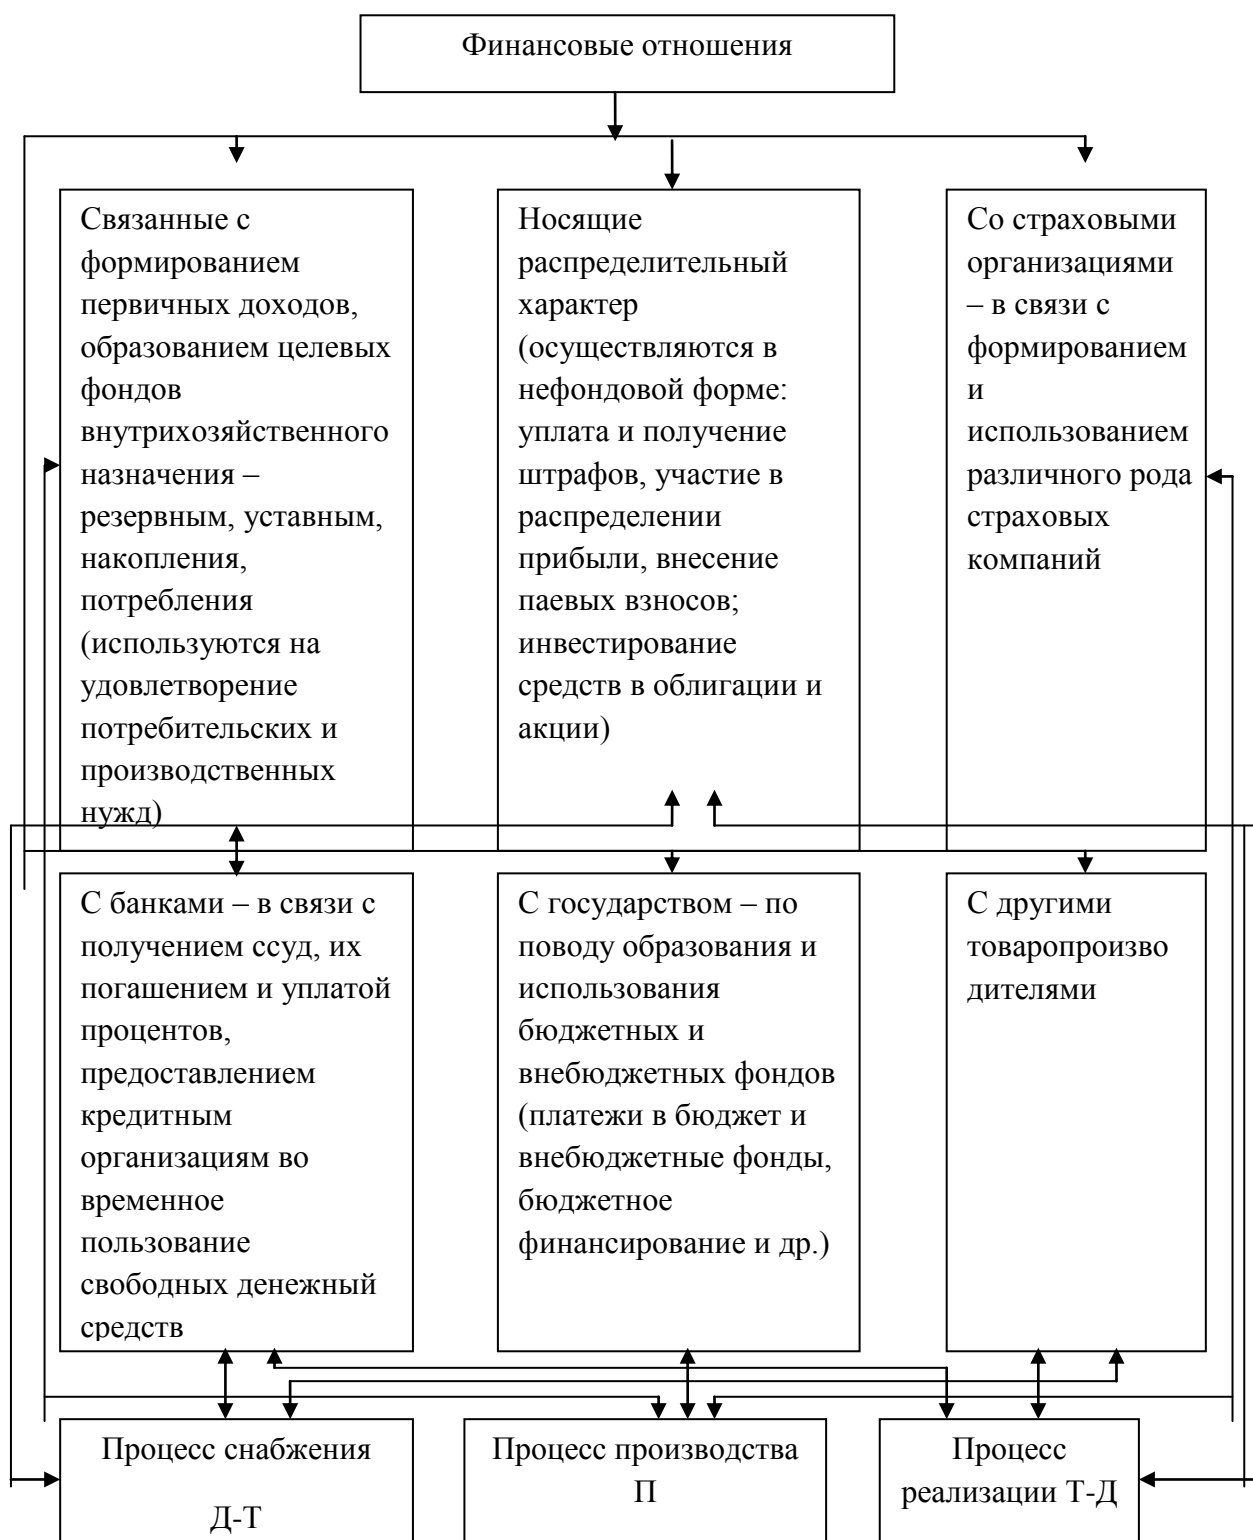 Финансовые отношения
Связанные с
формированием
первичных доходов,
образованием целевых
фондов
внутрихозяйственного
назначения –
резервным, уставным,
накопления,
потребления
(используются на
удовлетворение
потребительских и
производственных
нужд)
Носящие
распределительный
характер
(осуществляются в
нефондовой форме:
уплата и получение
штрафов, участие в
распределении
прибыли, внесение
паевых взносов;
инвестирование
средств в облигации и
акции)
Со страховыми
организациями
– в связи с
формированием
и
использованием
различного рода
страховых
компаний
С банками – в связи с
получением ссуд, их
погашением и уплатой
процентов,
предоставлением
кредитным
организациям во
временное
пользование
свободных денежный
средств
С государством – по
поводу образования и
использования
бюджетных и
внебюджетных фондов
(платежи в бюджет и
внебюджетные фонды,
бюджетное
финансирование и др.)
С другими
товаропроизво
дителями
Процесс снабжения
Д-Т
Процесс производства
П
Процесс
реализации Т-Д